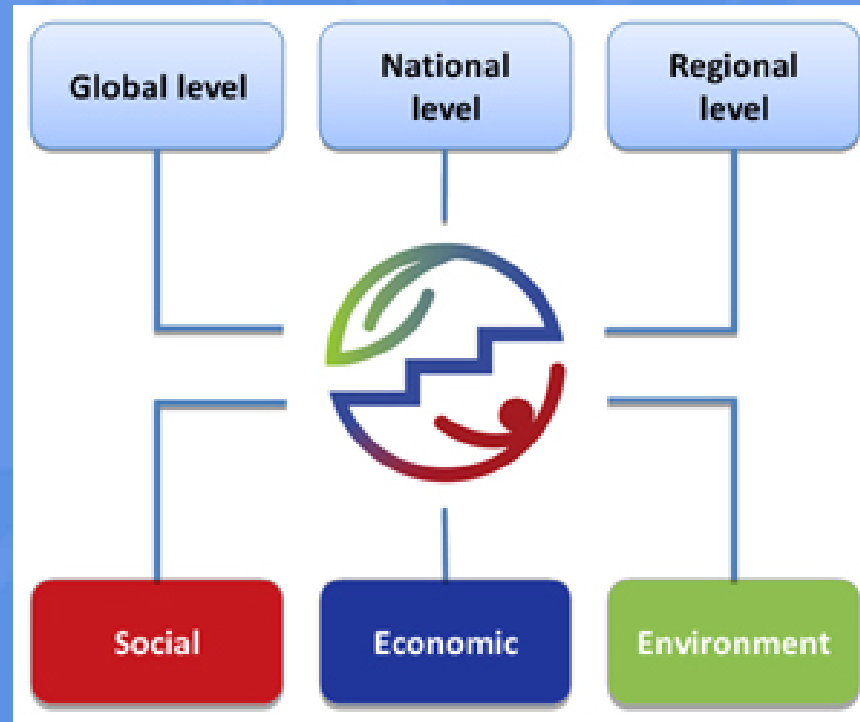 Global level
National
level
Regional
level
Social
Economic
Environment